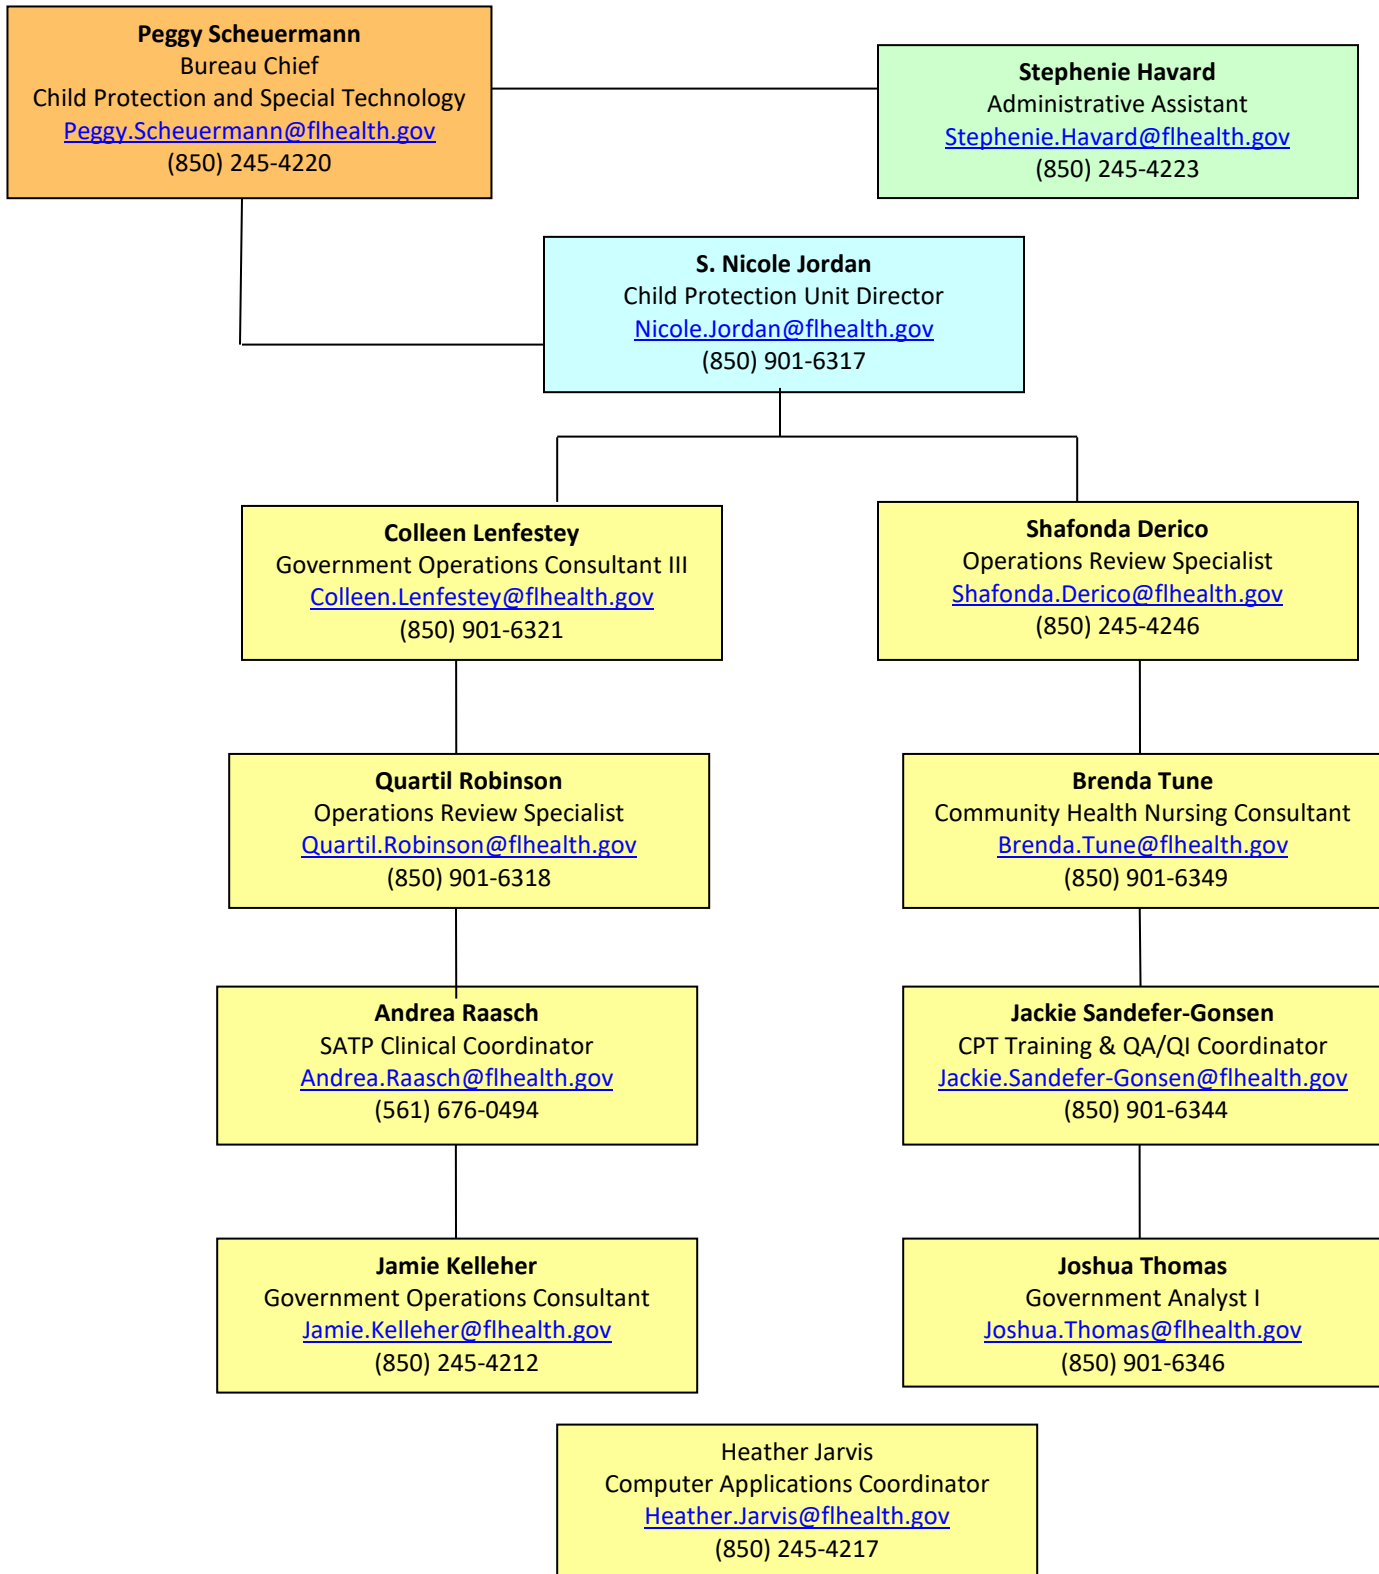 Peggy Scheuermann
Bureau Chief
Child Protection and Special Technology
Peggy.Scheuermann@flhealth.gov
(850) 245-4220
Stephenie Havard
Administrative Assistant
Stephenie.Havard@flhealth.gov
(850) 245-4223
S. Nicole Jordan
Child Protection Unit Director
Nicole.Jordan@flhealth.gov
(850) 901-6317
Colleen Lenfestey
Government Operations Consultant III
Colleen.Lenfestey@flhealth.gov
(850) 901-6321
Shafonda Derico
Operations Review Specialist
Shafonda.Derico@flhealth.gov
(850) 245-4246
Quartil Robinson
Operations Review Specialist
Quartil.Robinson@flhealth.gov
(850) 901-6318
Brenda Tune
Community Health Nursing Consultant
Brenda.Tune@flhealth.gov
(850) 901-6349
Andrea Raasch
SATP Clinical Coordinator
Andrea.Raasch@flhealth.gov
(561) 676-0494
Jackie Sandefer-Gonsen
CPT Training & QA/QI Coordinator
Jackie.Sandefer-Gonsen@flhealth.gov
(850) 901-6344
Jamie Kelleher
Government Operations Consultant
Jamie.Kelleher@flhealth.gov
(850) 245-4212
Joshua Thomas
Government Analyst I
Joshua.Thomas@flhealth.gov
(850) 901-6346
Heather Jarvis
Computer Applications Coordinator
Heather.Jarvis@flhealth.gov
(850) 245-4217